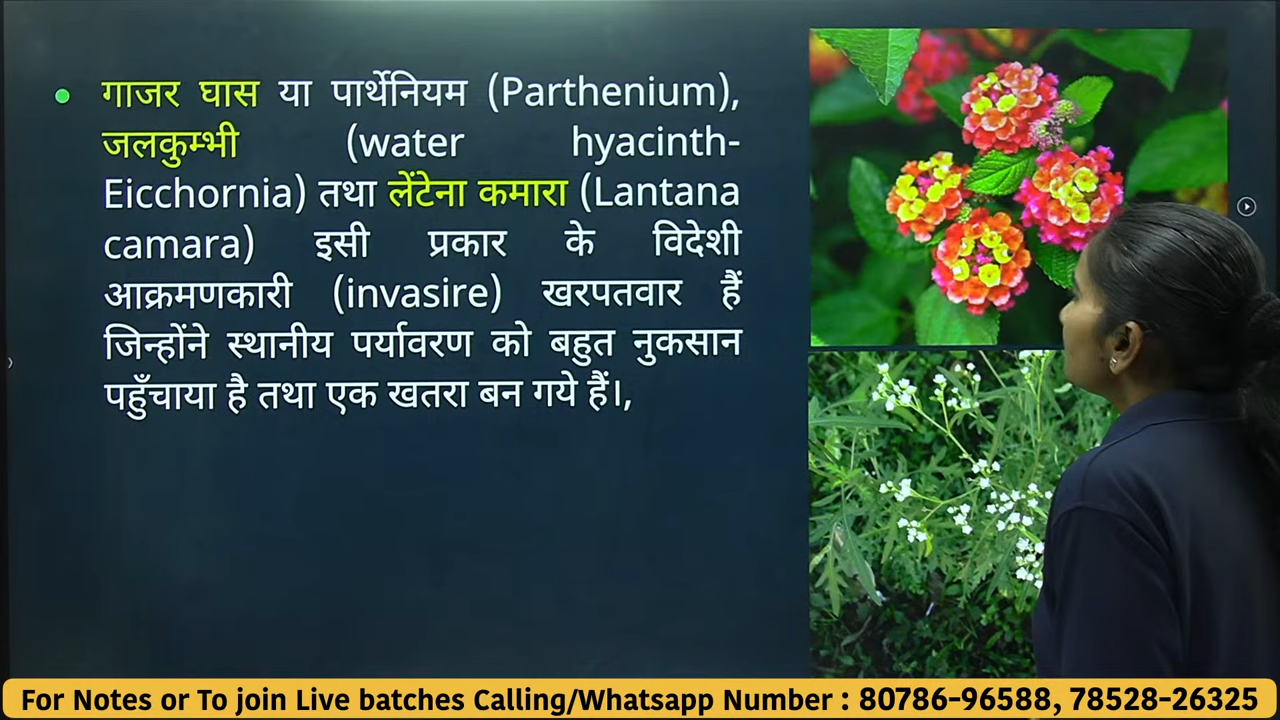 गाजर घास या पार्थेनियम (Parthenium),
जलकुम्भी (water hyacinth-
Eicchornia) तथा लेंटेना कमारा (Lantana
camara) इसी प्रकार के विदेशी
आक्रमणकारी (invasire) खरपतवार हैं
जिन्होंने स्थानीय पर्यावरण को बहुत नुकसान
पहुँचाया है तथा एक खतरा बन गये हैं।,
For Notes or To join Live batches Calling/Whatsapp Number : 80786-96588, 78528-26325